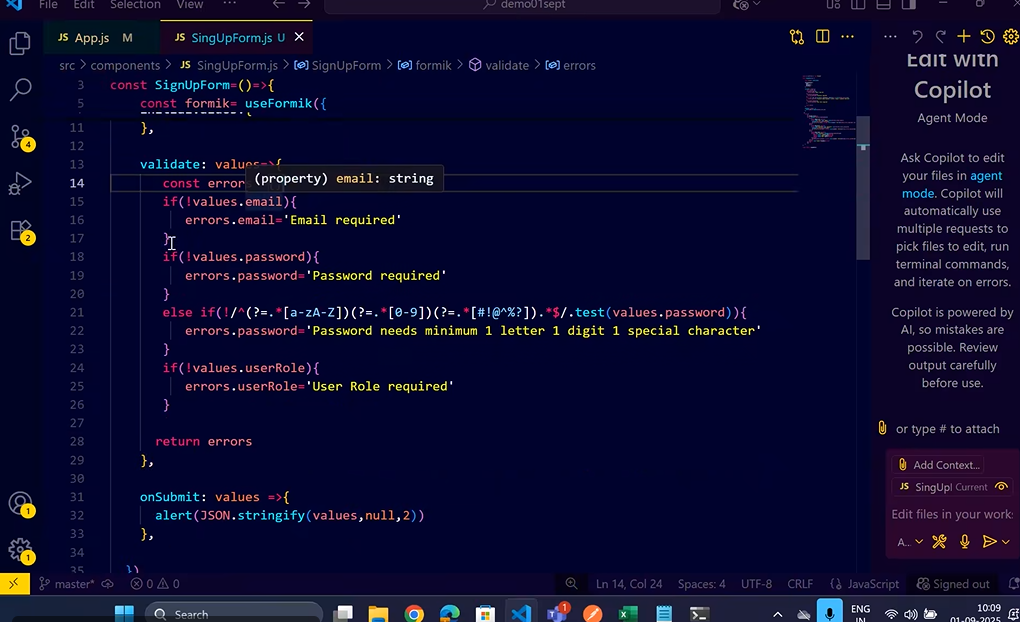 File Edit Selection View ··· demo01sept
JS App.js M JS SingUpForm.js U
src > components > JS SingUpForm.js > SignUpForm > formik > validate > errors
3 const SignUpForm=()=>{
5 const formik= useFormik({
11 },
12
13 validate: values=>{
(property) email: string
14 const error
15 if(!values.email){
16 errors.email='Email required'
17 }
18 if(!values.password){
19 errors.password='Password required'
20 }
21 else if(!/^(?=.*[a-zA-Z])(?=.*[0-9])(?=.*[#!@^%?]).*$/.test(values.password)){
22 errors.password='Password needs minimum 1 letter 1 digit 1 special character'
23 }
24 if(!values.userRole){
25 errors.userRole='User Role required'
26 }
27
28 return errors
29 },
30
31 onSubmit: values =>{
32 alert(JSON.stringify(values,null,2))
33 },
34
35 })
Edit with
Copilot
Agent Mode
Ask Copilot to edit
your files in agent
mode. Copilot will
automatically use
multiple requests to
pick files to edit, run
terminal commands,
and iterate on errors.
Copilot is powered by
AI, so mistakes are
possible. Review
output carefully
before use.
or type # to attach
Add Context...
JS SingUpl Current
Edit files in your work
A...
4
2
1
1
master* 0 0 Ln 14, Col 24 Spaces: 4 UTF-8 CRLF {} JavaScript Signed out
Search 1 ENG IN 10:09 01-09-2025